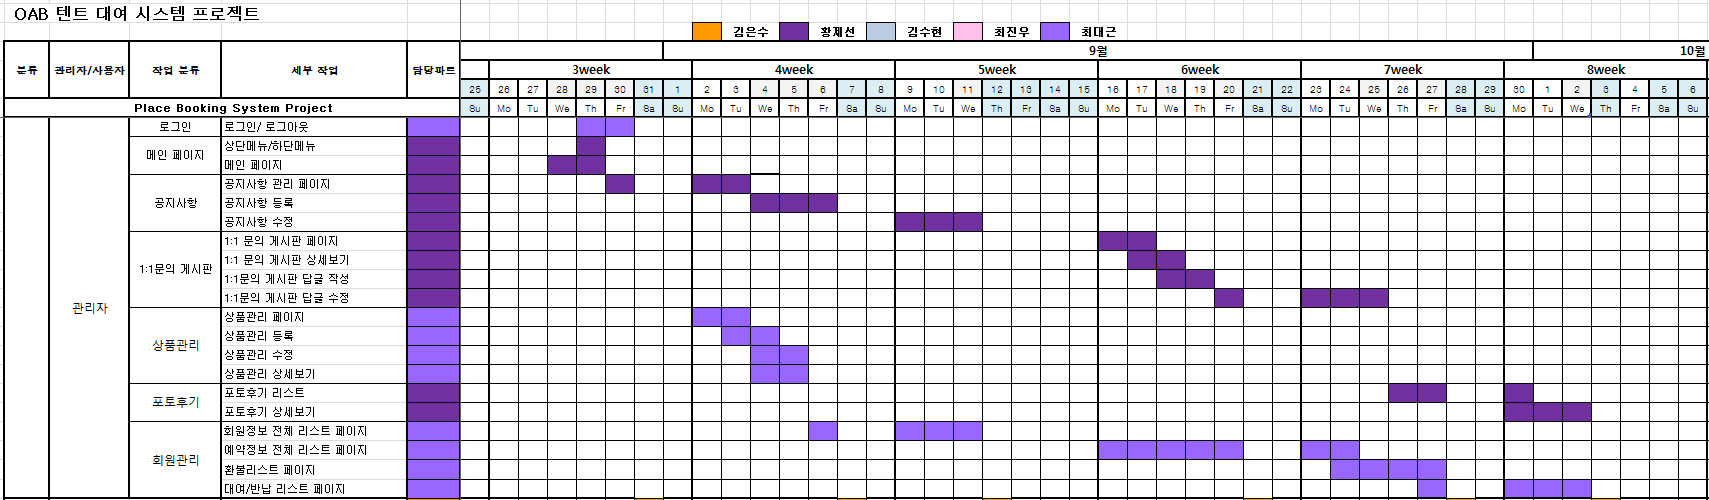 OAB 텐트 대여 시스템 프로젝트
김은수 황제선 김수현 최진우 최대근
9월 10월
분류 관리자/사용자 작업 분류 세부 작업 담당파트
3week 4week 5week 6week 7week 8week
25 26 27 28 29 30 31 1 2 3 4 5 6 7 8 9 10 11 12 13 14 15 16 17 18 19 20 21 22 23 24 25 26 27 28 29 30 1 2 3 4 5 6
Place Booking System Project Su Mo Tu We Th Fr Sa Su Mo Tu We Th Fr Sa Su Mo Tu We Th Fr Sa Su Mo Tu We Th Fr Sa Su Mo Tu We Th Fr Sa Su Mo Tu We Th Fr Sa Su
로그인 로그인/ 로그아웃
메인 페이지 상단메뉴/하단메뉴
메인 페이지
공지사항 공지사항 관리 페이지
공지사항 등록
공지사항 수정
1:1문의 게시판 1:1 문의 게시판 페이지
1:1 문의 게시판 상세보기
1:1문의 게시판 답글 작성
1:1문의 게시판 답글 수정
관리자
상품관리 상품관리 페이지
상품관리 등록
상품관리 수정
상품관리 상세보기
포토후기 포토후기 리스트
포토후기 상세보기
회원관리 회원정보 전체 리스트 페이지
예약정보 전체 리스트 페이지
환불리스트 페이지
대여/반납 리스트 페이지